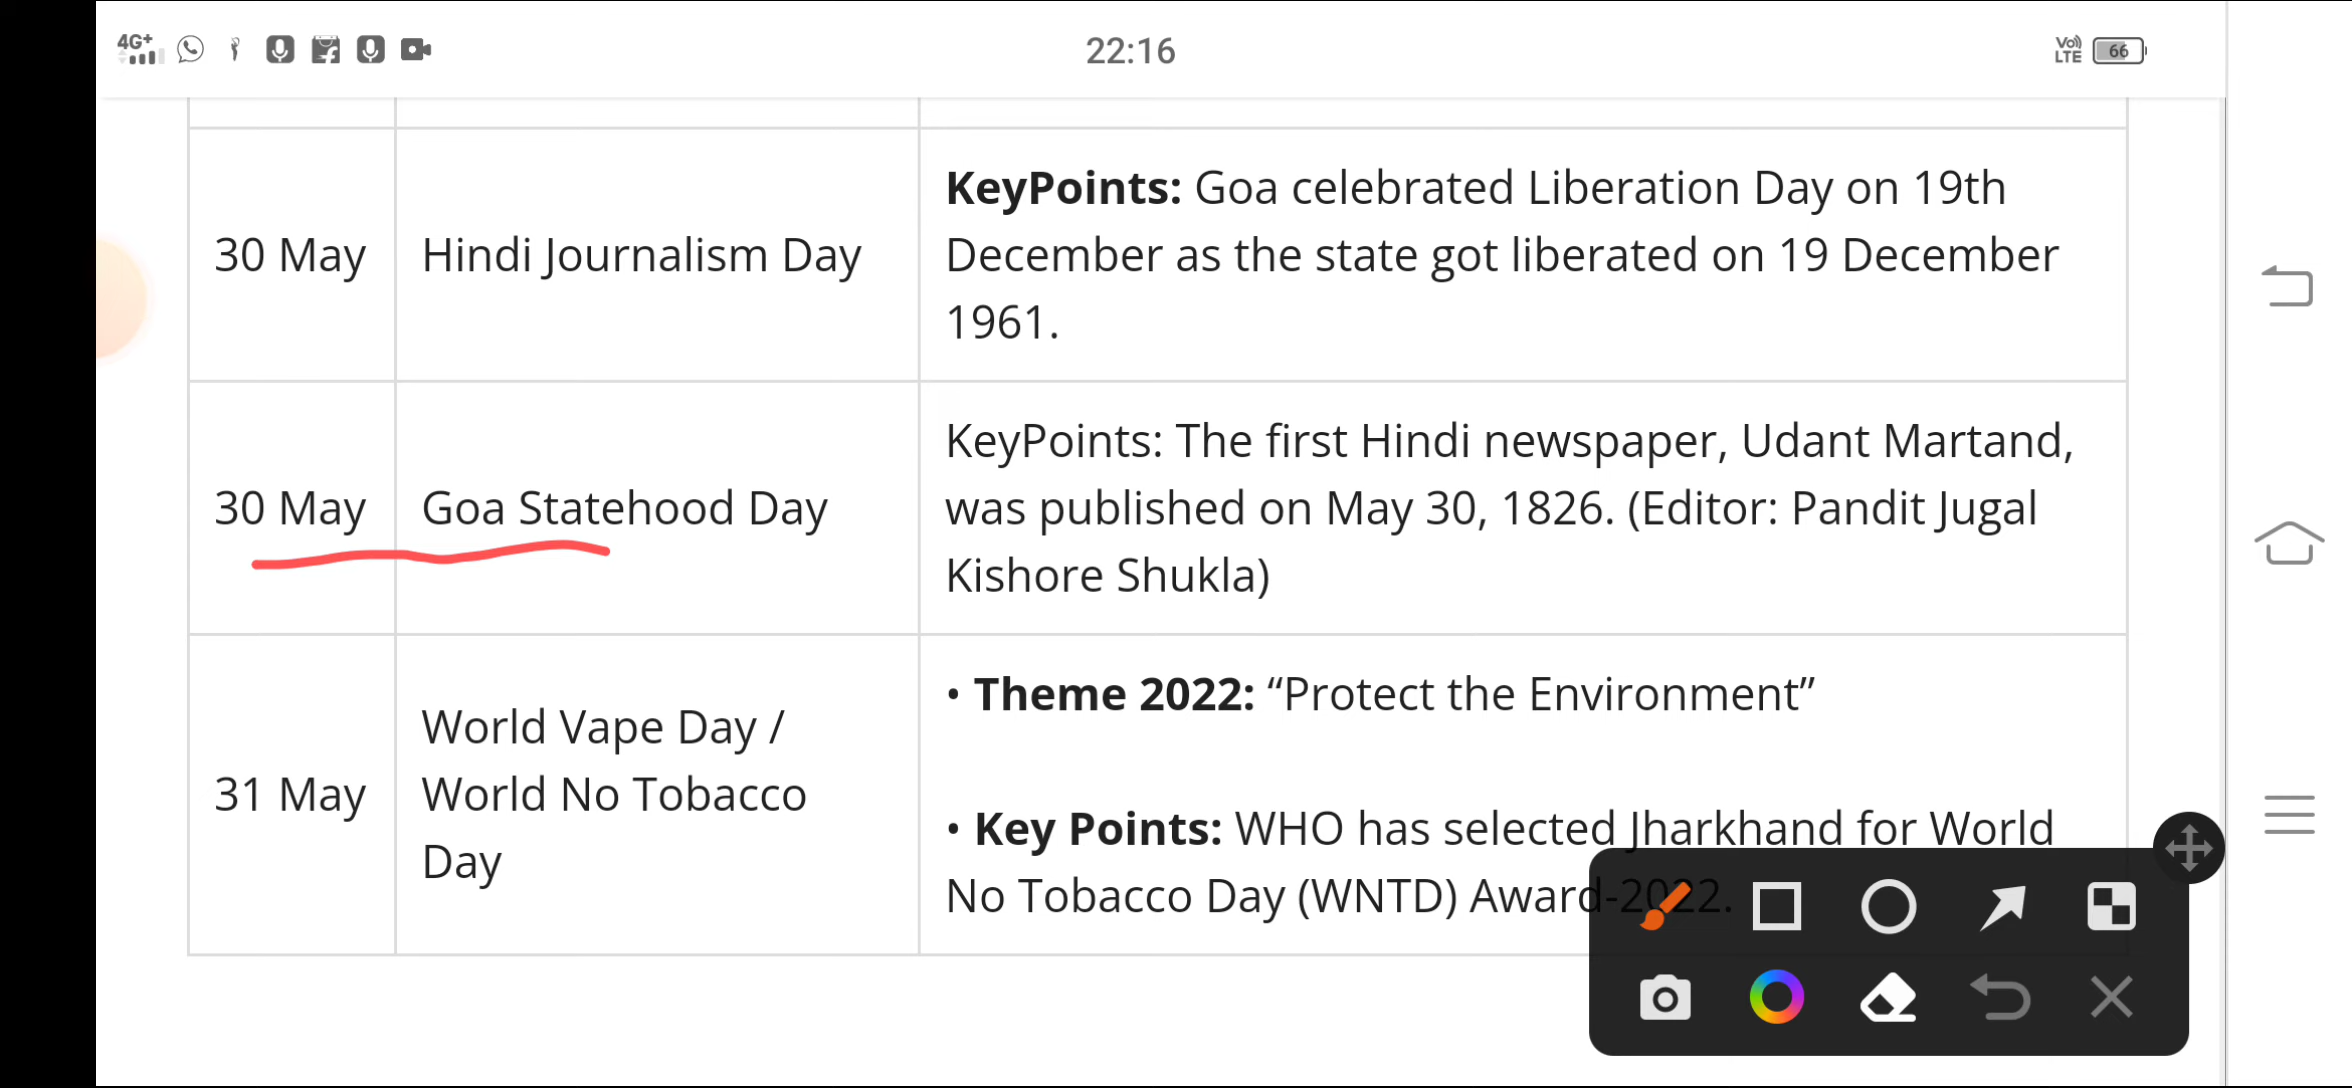 4G+
22:16
Vo))
LTE
66
KeyPoints: Goa celebrated Liberation Day on 19th
30 May
Hindi Journalism Day
December as the state got liberated on 19 December
1961.
KeyPoints: The first Hindi newspaper, Udant Martand,
30 May
Goa Statehood Day
was published on May 30, 1826. (Editor: Pandit Jugal
Kishore Shukla)
31 May
World Vape Day /
World No Tobacco
Day
• Theme 2022: “Protect the Environment”
• Key Points: WHO has selected Jharkhand for World
No Tobacco Day (WNTD) Award-2022.